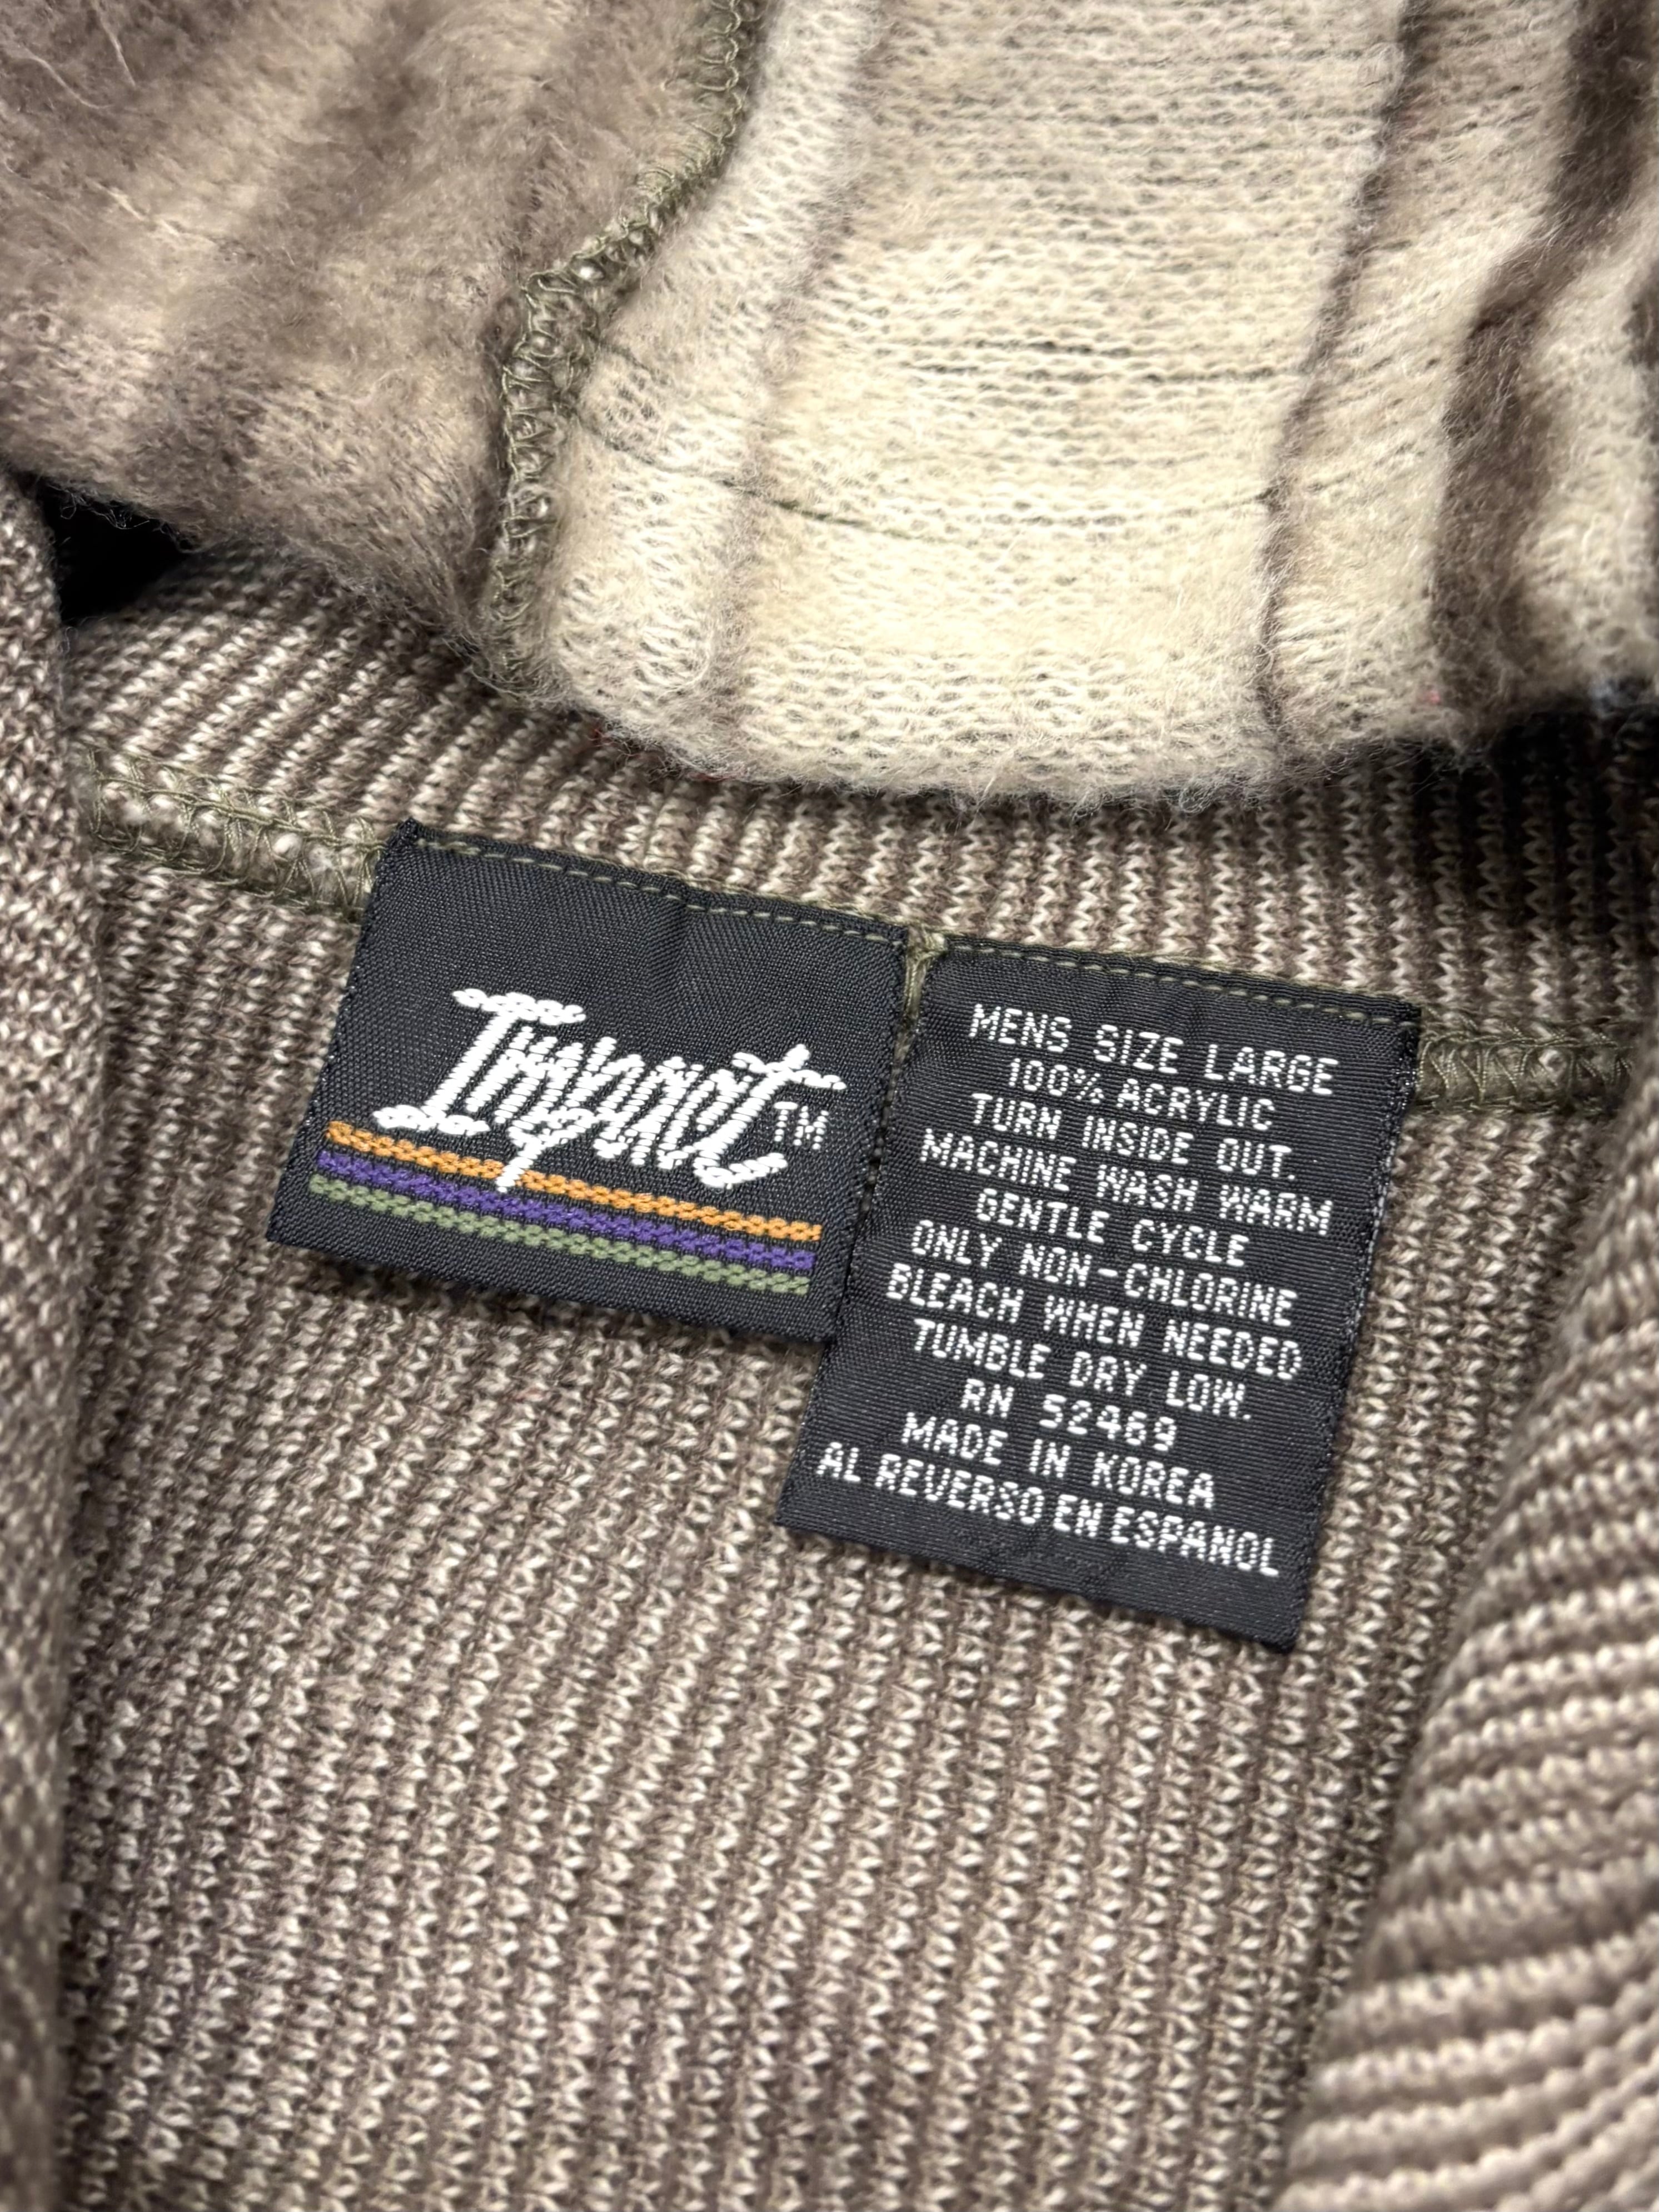 Impact™
MENS SIZE LARGE
100% ACRYLIC
TURN INSIDE OUT.
MACHINE WASH WARM
GENTLE CYCLE
ONLY NON-CHLORINE
BLEACH WHEN NEEDED
TUMBLE DRY LOW.
RN 52469
MADE IN KOREA
AL REVERSO EN ESPANOL